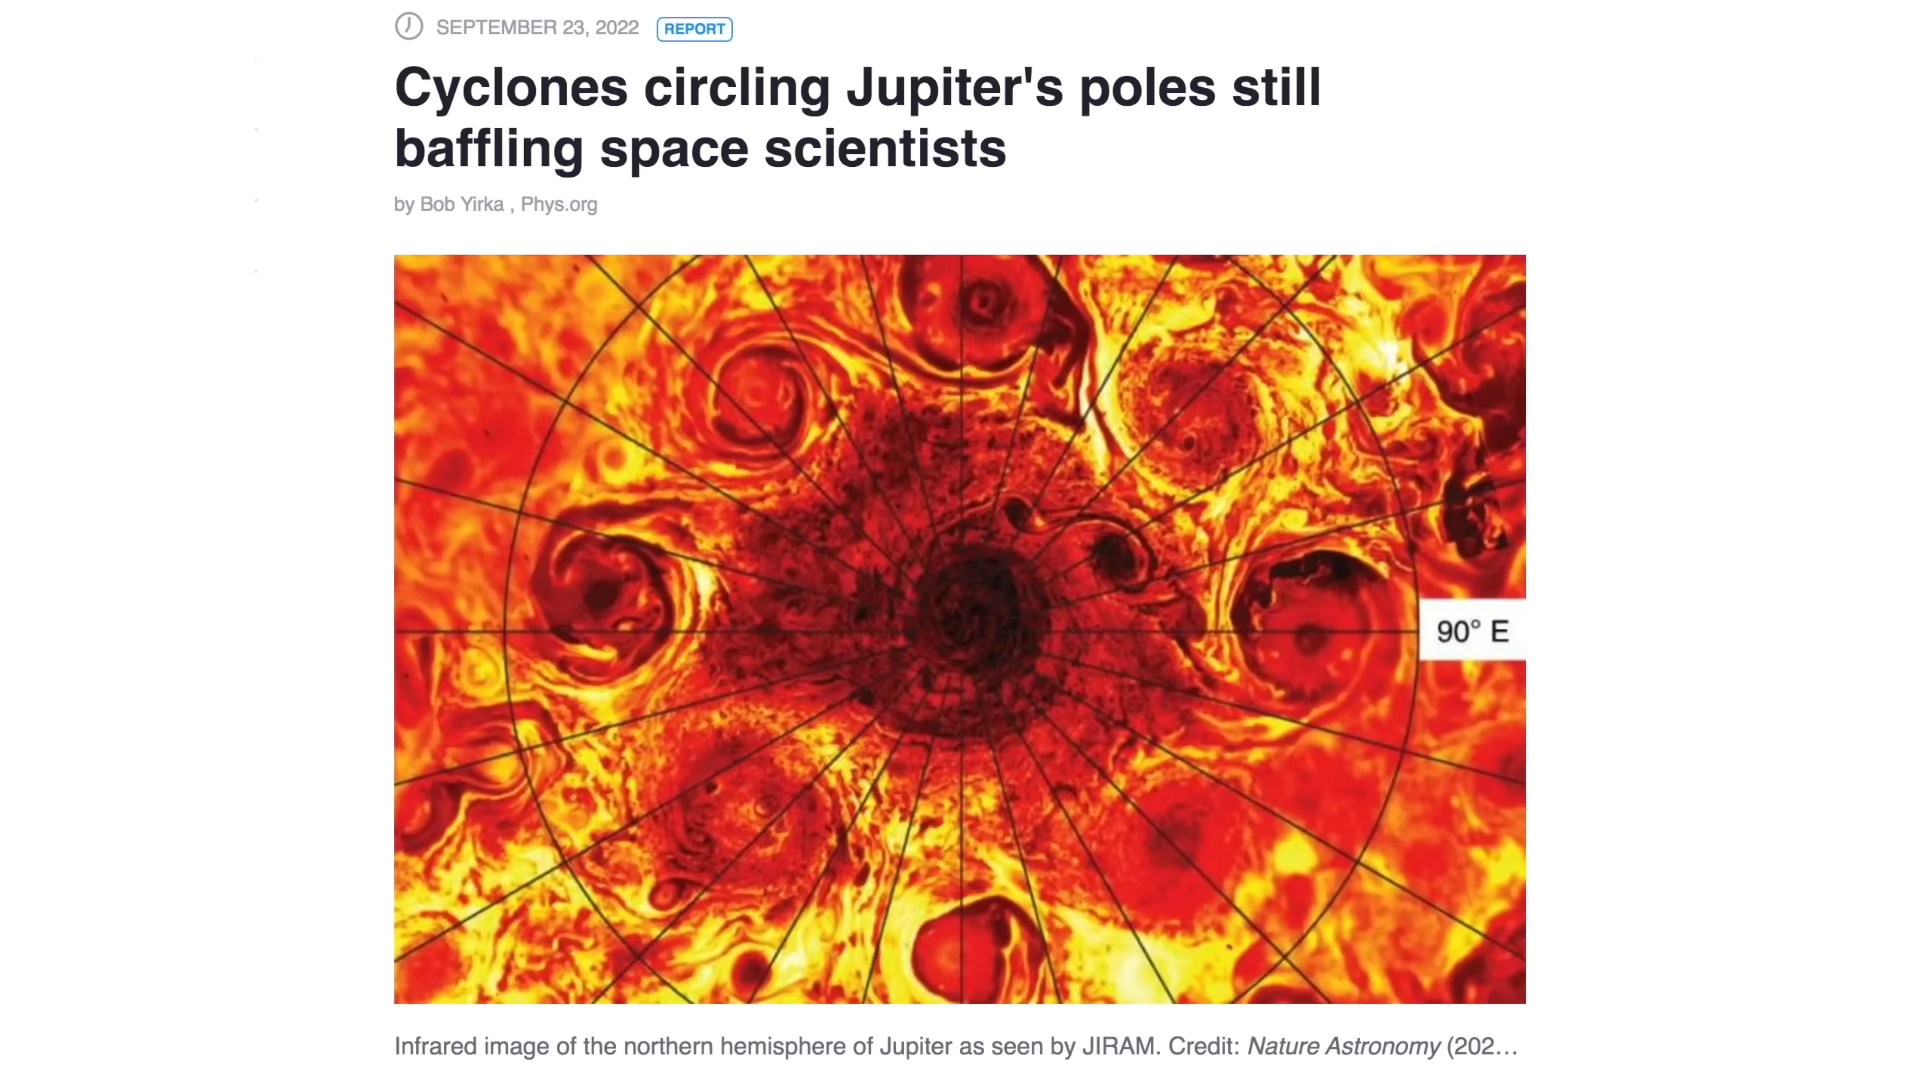 SEPTEMBER 23, 2022 REPORT
Cyclones circling Jupiter's poles still
baffling space scientists
by Bob Yirka , Phys.org
90° E
Infrared image of the northern hemisphere of Jupiter as seen by JIRAM. Credit: Nature Astronomy (202…